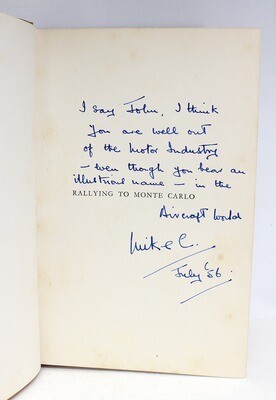 I say John, I think
You are well out
of the Motor Industry
- even though you bear an
illustrious name - in the
RALLYING TO MONTE CARLO
Aircraft World
Mike C.
July '56.